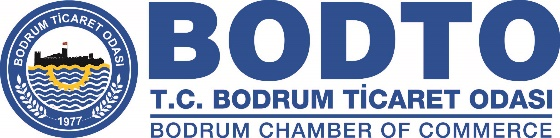 BODRUM TİCARET ODASI
1977
BODTO
T.C. BODRUM TİCARET ODASI
BODRUM CHAMBER OF COMMERCE